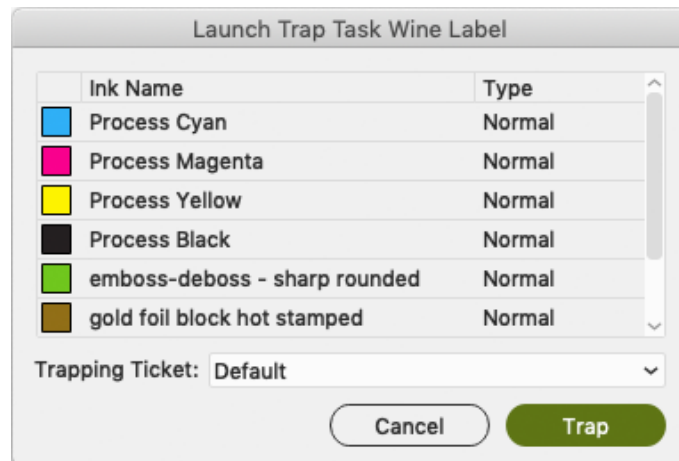 Launch Trap Task Wine Label
Ink Name Type
Process Cyan Normal
Process Magenta Normal
Process Yellow Normal
Process Black Normal
emboss-deboss - sharp rounded Normal
gold foil block hot stamped Normal
Trapping Ticket: Default
Cancel Trap